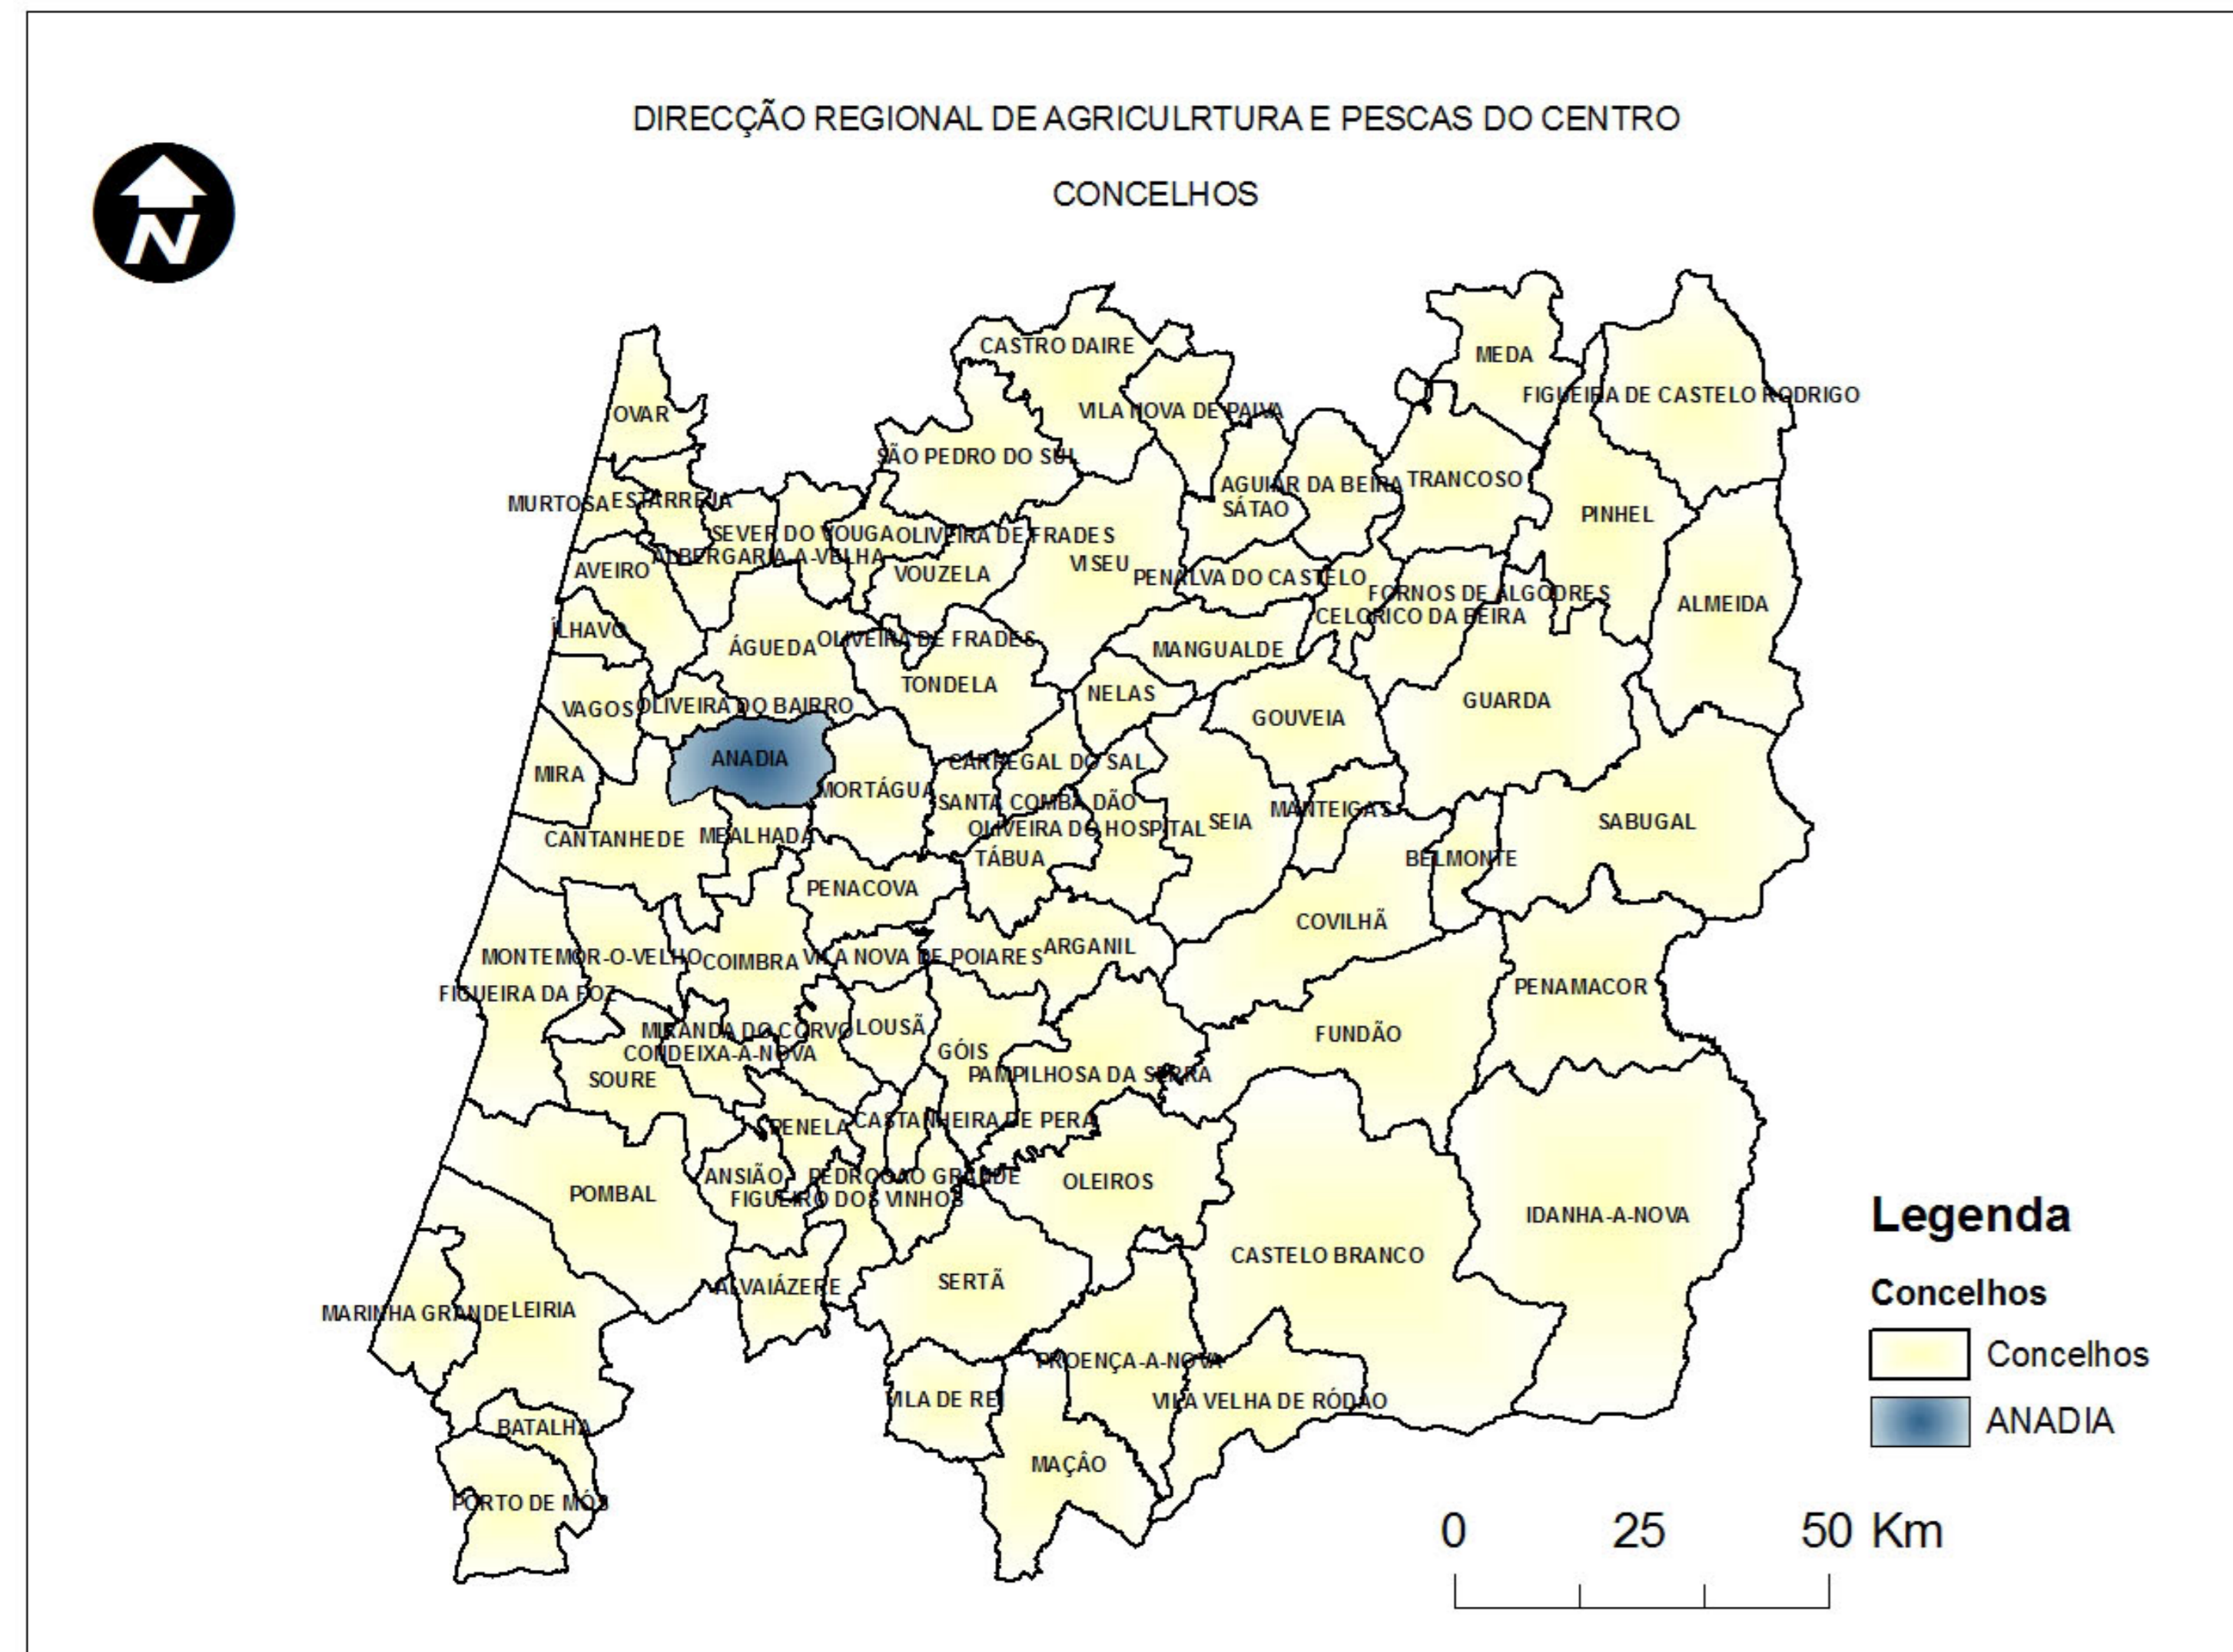 DIRECÇÃO REGIONAL DE AGRICULRTURA E PESCAS DO CENTRO
CONCELHOS
N
CASTRO DAIRE
MEDA
FIGUEIRA DE CASTELO RODRIGO
OVAR
VILA NOVA DE PAIVA
SÃO PEDRO DO SUL
TRANCOSO
AGUIAR DA BEIRA
MURTOSA
ESTARREJA
SÁTAO
PINHEL
SEVER DO VOUGA
OLIVEIRA DE FRADES
ALBERGARIA-A-VELHA
VISEU
AVEIRO
VOUZELA
PENALVA DO CASTELO
FORNOS DE ALGODRES
ALMEIDA
CELORICO DA BEIRA
ÍLHAVO
ÁGUEDA
OLIVEIRA DE FRADES
MANGUALDE
TONDELA
NELAS
GUARDA
VAGOS
OLIVEIRA DO BAIRRO
GOUVEIA
ANADIA
CARREGAL DO SAL
MIRA
MORTÁGUA
SANTA COMBA DÃO
MANTEIGAS
OLIVEIRA DO HOSPITAL
SEIA
SABUGAL
CANTANHEDE
MEALHADA
TÁBUA
BELMONTE
PENACOVA
COVILHÃ
ARGANIL
MONTEMOR-O-VELHO
COIMBRA
VILA NOVA DE POIARES
FIGUEIRA DA FOZ
PENAMACOR
MIRANDA DO CORVO
LOUSÃ
FUNDÃO
CONDEIXA-A-NOVA
GÓIS
SOURE
PAMPILHOSA DA SERRA
PENELA
CASTANHEIRA DE PERA
ANSIÃO
PEDROGAO GRANDE
OLEIROS
POMBAL
FIGUEIRO DOS VINHOS
IDANHA-A-NOVA
CASTELO BRANCO
ALVAIÁZERE
SERTÃ
MARINHA GRANDE
LEIRIA
PROENÇA-A-NOVA
VILA DE REI
VILA VELHA DE RÓDÃO
BATALHA
MAÇÂO
PORTO DE MÓS
Legenda
Concelhos
Concelhos
ANADIA
0 25 50 Km